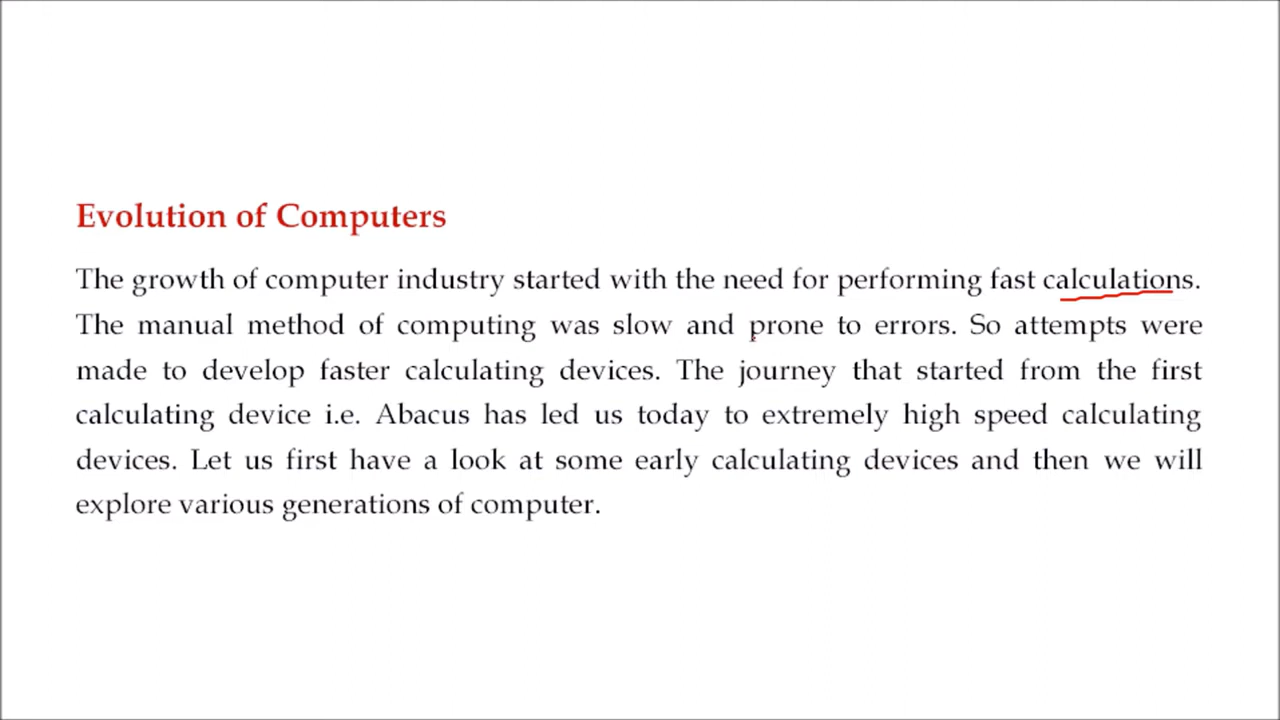 Evolution of Computers
The growth of computer industry started with the need for performing fast calculations.
The manual method of computing was slow and prone to errors. So attempts were
made to develop faster calculating devices. The journey that started from the first
calculating device i.e. Abacus has led us today to extremely high speed calculating
devices. Let us first have a look at some early calculating devices and then we will
explore various generations of computer.